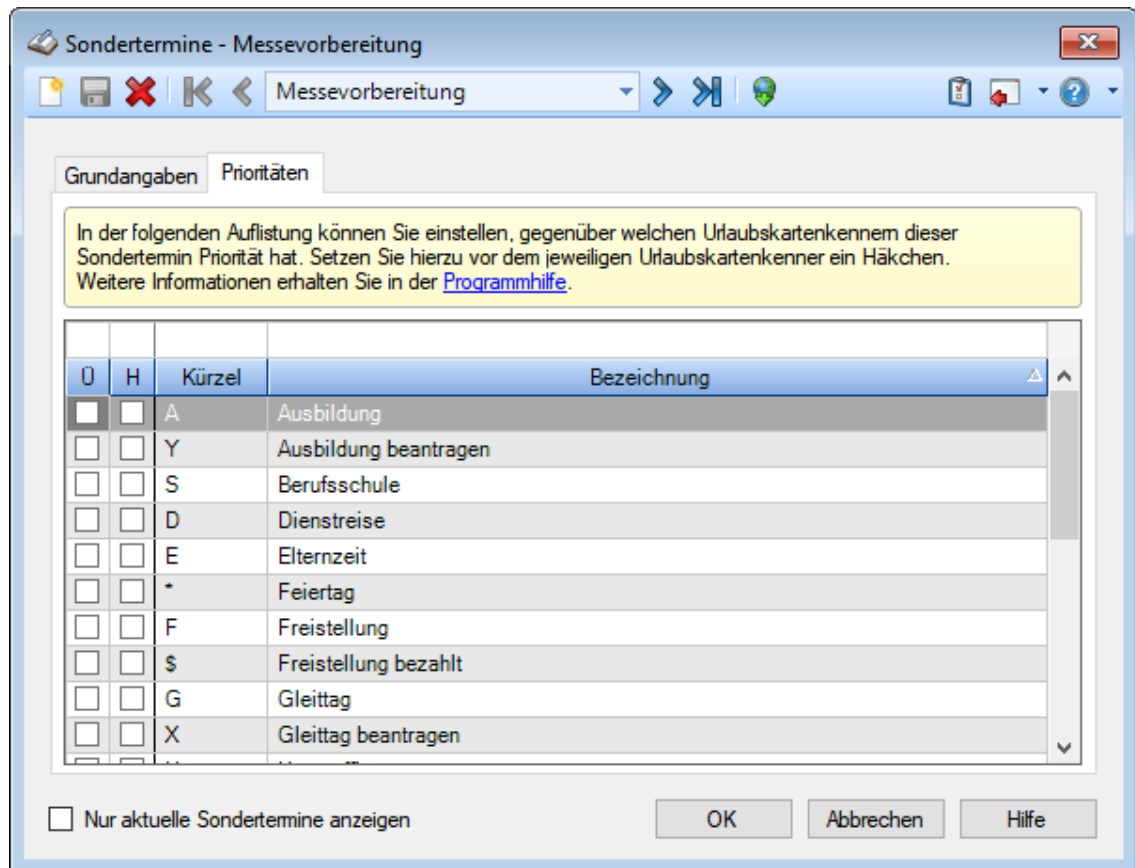 Sondertermine - Messevorbereitung
Messevorbereitung
Grundangaben Prioritäten
In der folgenden Auflistung können Sie einstellen, gegenüber welchen Urlaubskartenkennern dieser
Sondertermin Priorität hat. Setzen Sie hierzu vor dem jeweiligen Urlaubskartenkenner ein Häkchen.
Weitere Informationen erhalten Sie in der Programmhilfe.
Ü H Kürzel Bezeichnung
A Ausbildung
Y Ausbildung beantragen
S Berufsschule
D Dienstreise
E Elternzeit
* Feiertag
F Freistellung
$ Freistellung bezahlt
G Gleittag
X Gleittag beantragen
Nur aktuelle Sondertermine anzeigen OK Abbrechen Hilfe